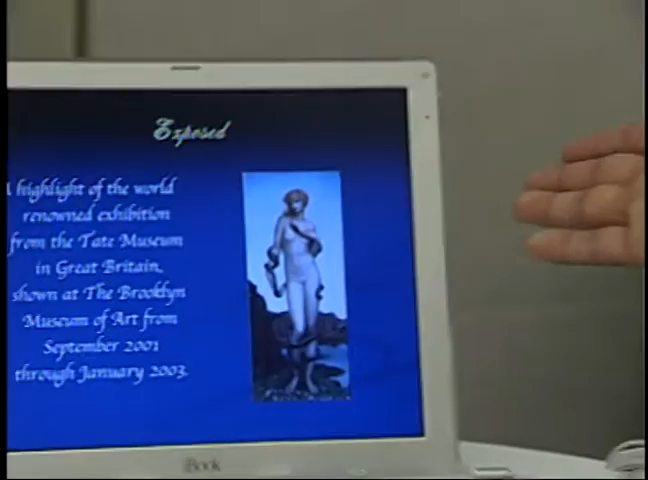 Exposed
A highlight of the world
renowned exhibition
from the Tate Museum
in Great Britain,
shown at The Brooklyn
Museum of Art from
September 2001
through January 2003.
iBook